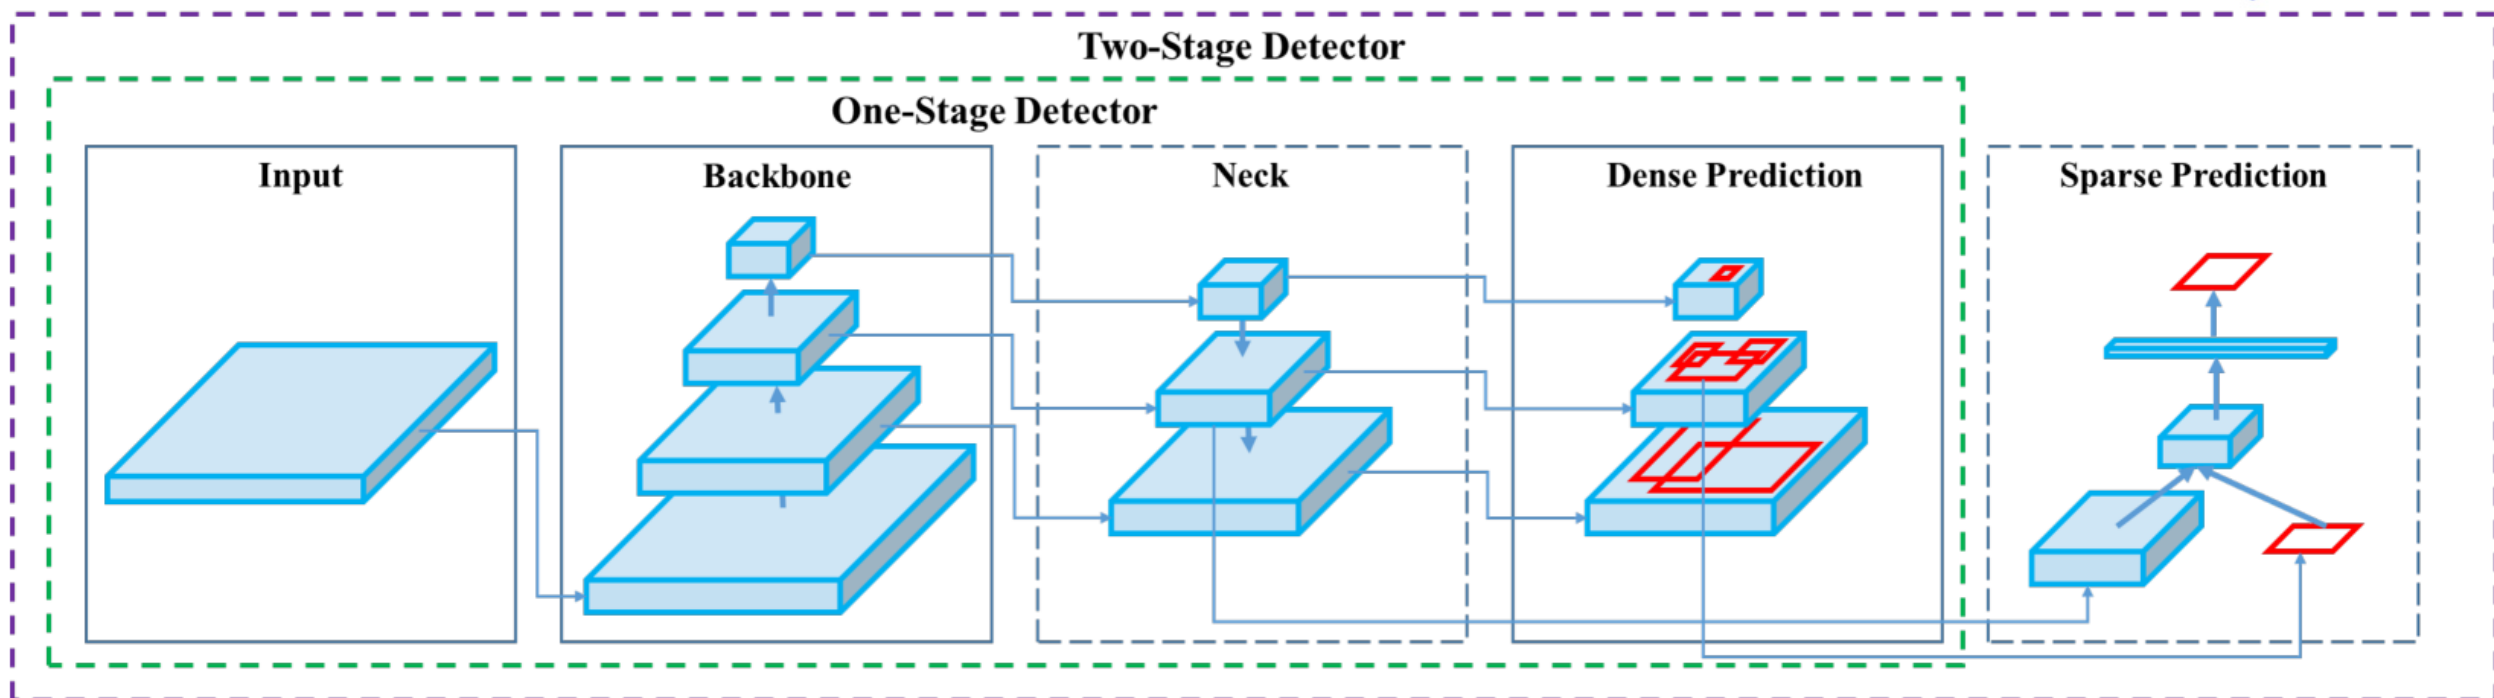 Two-Stage Detector
One-Stage Detector
Input
Backbone
Neck
Dense Prediction
Sparse Prediction